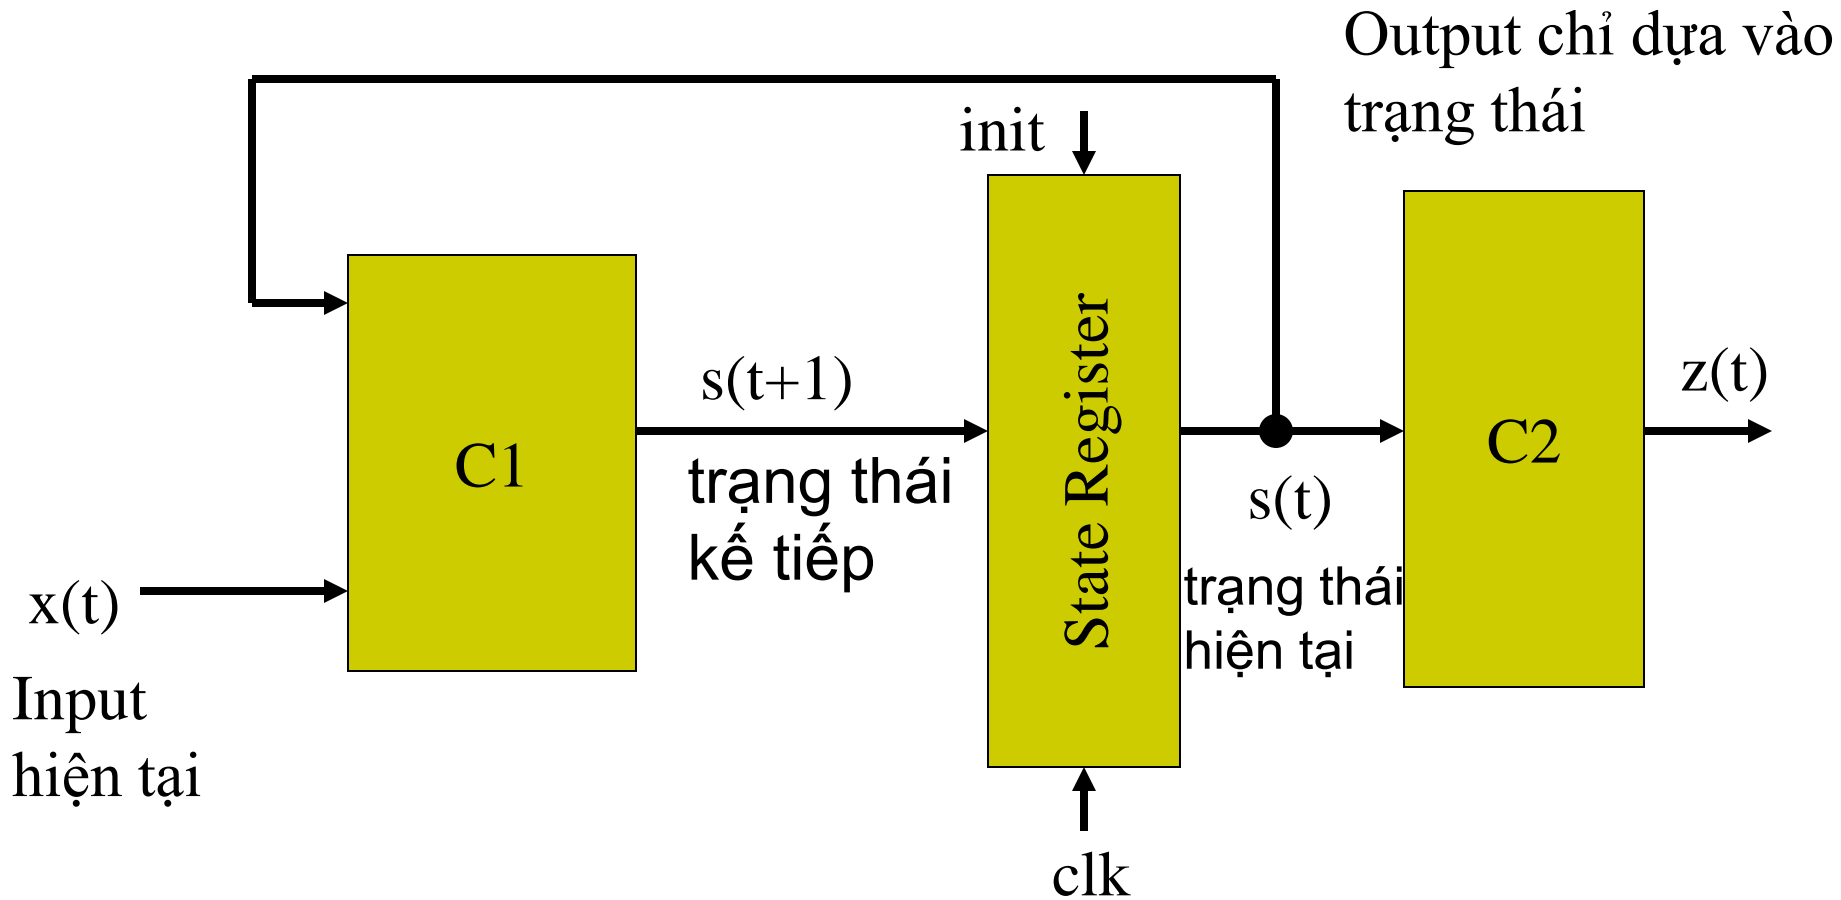 Output chỉ dựa vào
trạng thái
init
s(t+1)
z(t)
C1
State Register
C2
trạng thái
kế tiếp
s(t)
x(t)
trạng thái
hiện tại
Input
hiện tại
clk